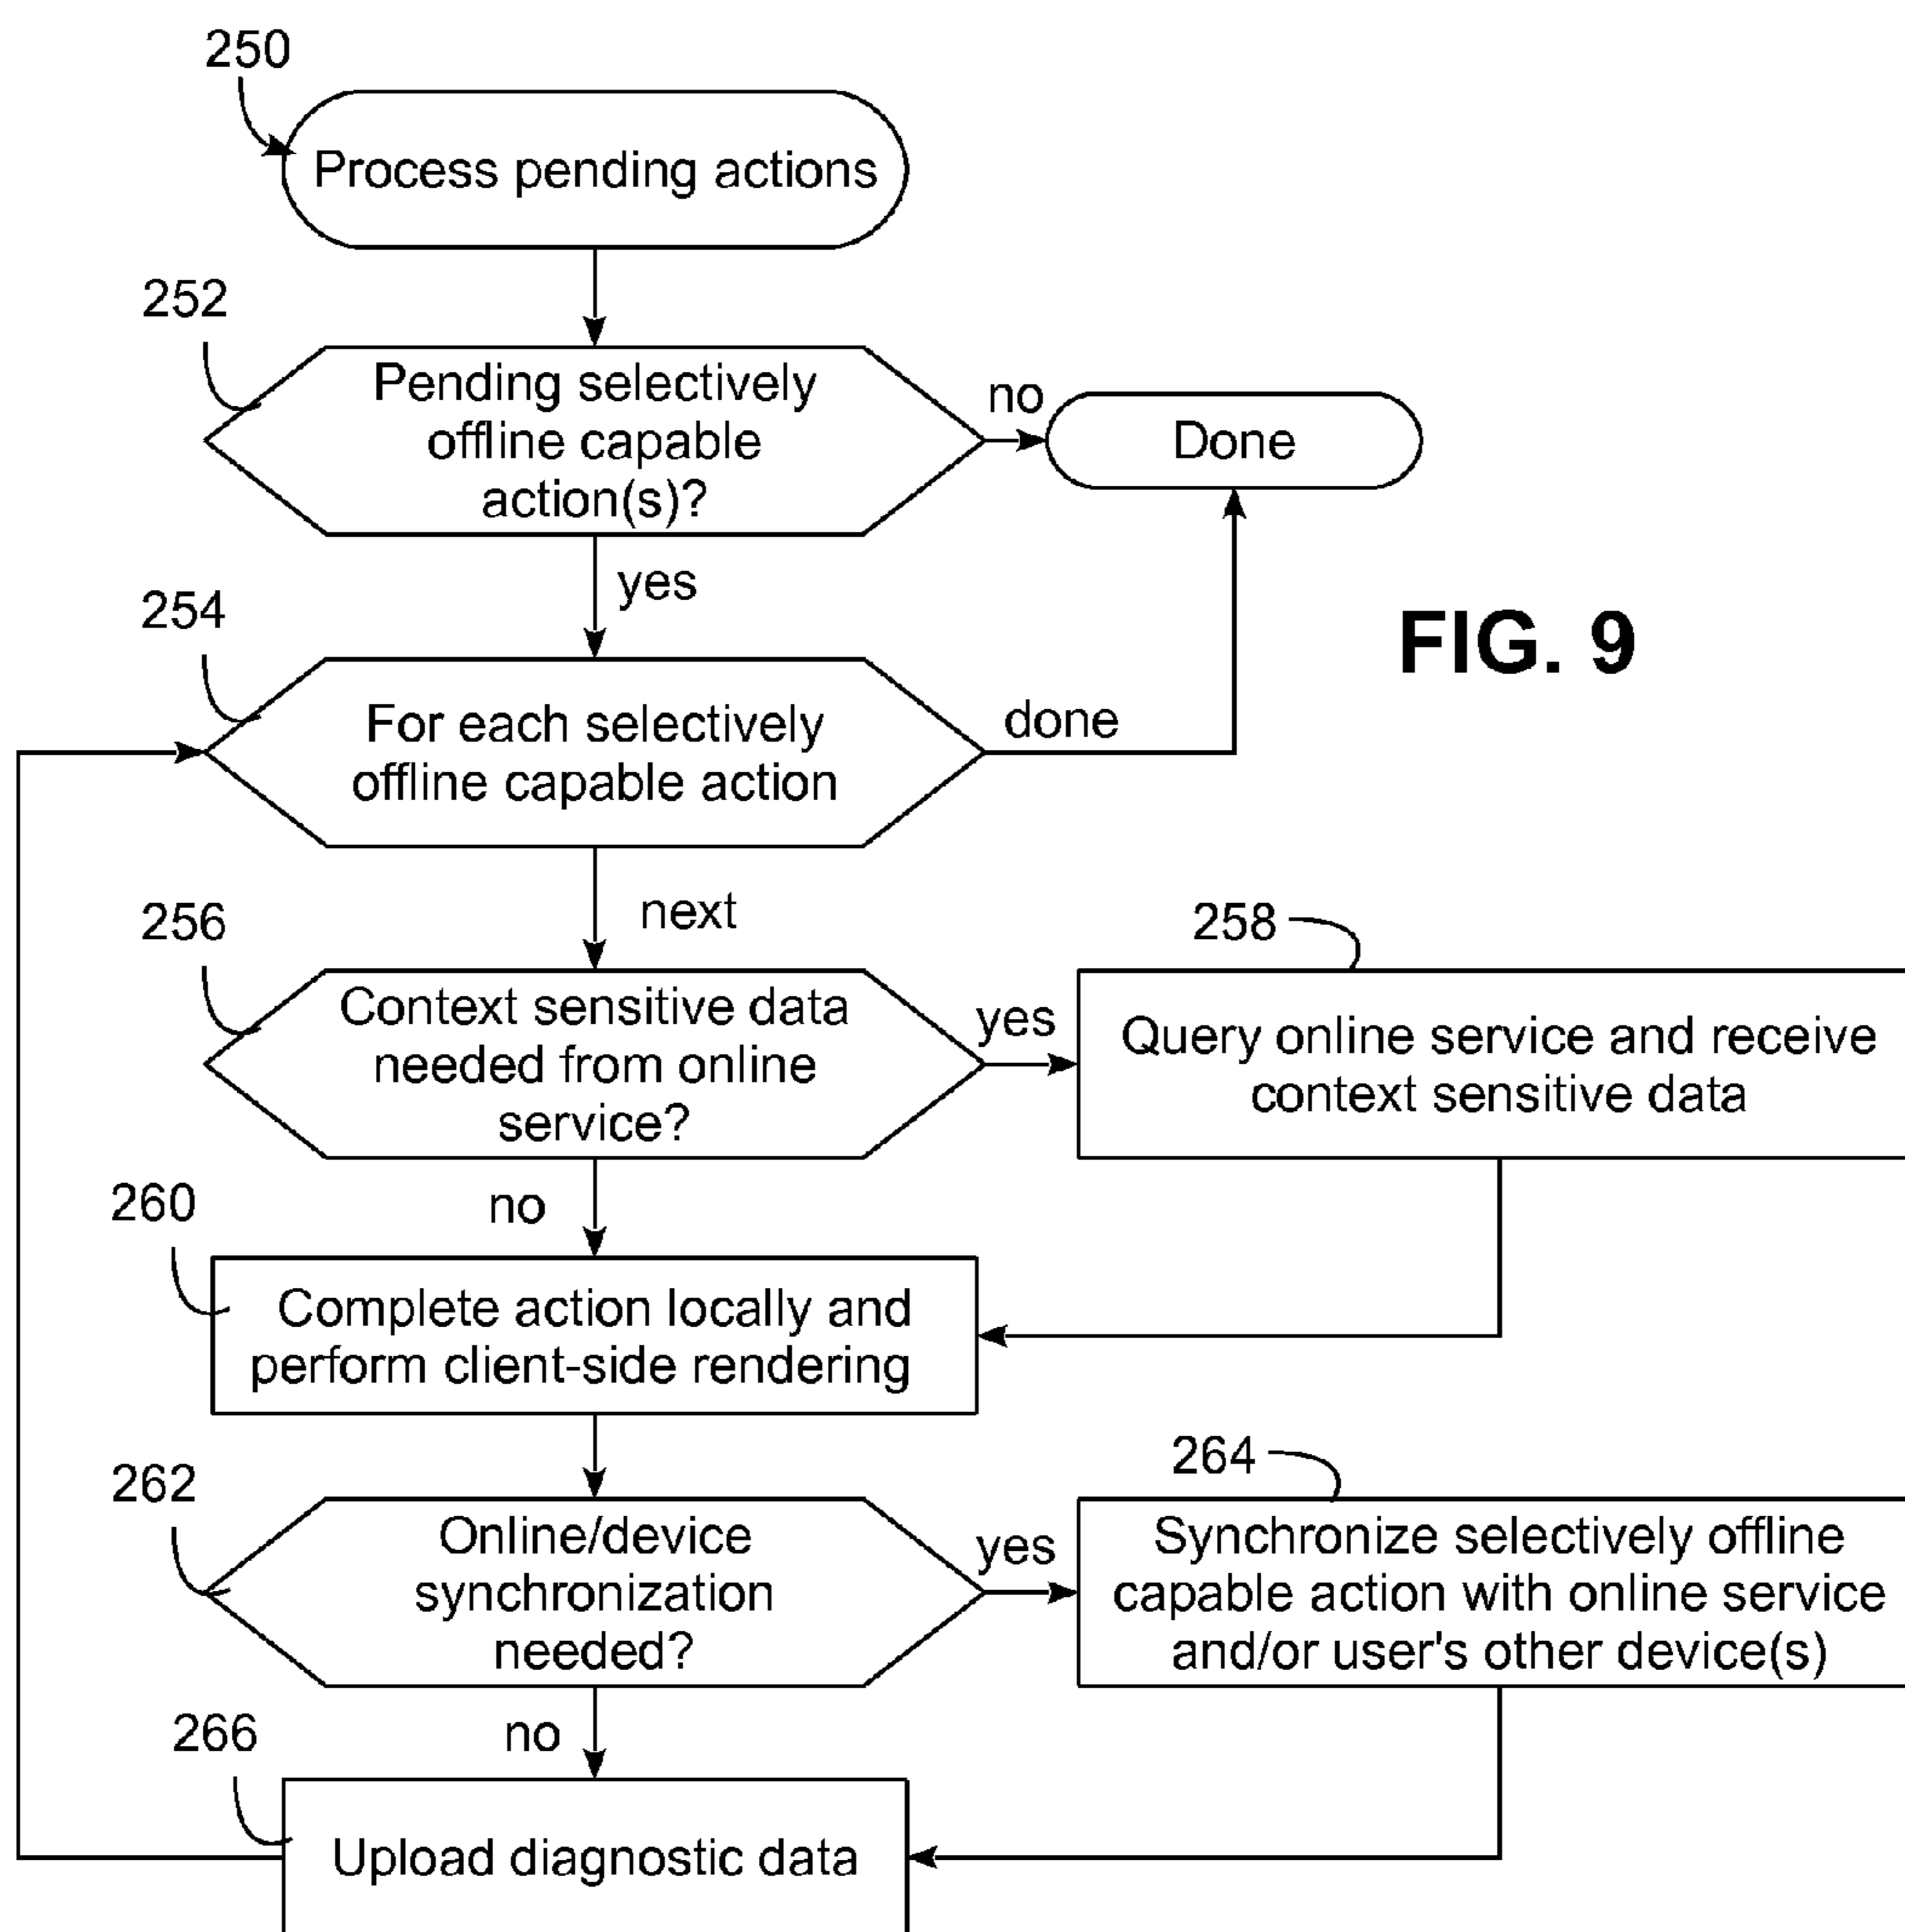 250
Process pending actions
252
Pending selectively
offline capable
action(s)?
no
Done
yes
254
For each selectively
offline capable action
done
FIG. 9
next
256
Context sensitive data
needed from online
service?
yes
258
Query online service and receive
context sensitive data
no
260
Complete action locally and
perform client-side rendering
262
Online/device
synchronization
needed?
yes
264
Synchronize selectively offline
capable action with online service
and/or user's other device(s)
no
266
Upload diagnostic data